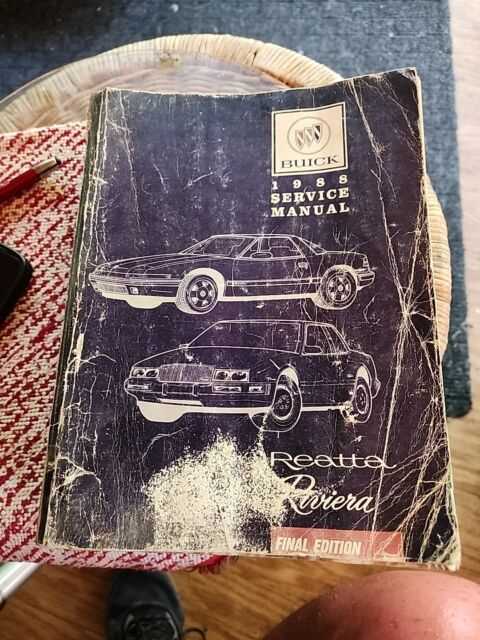 BUICK
1988
SERVICE
MANUAL
Reatta
Riviera
FINAL EDITION